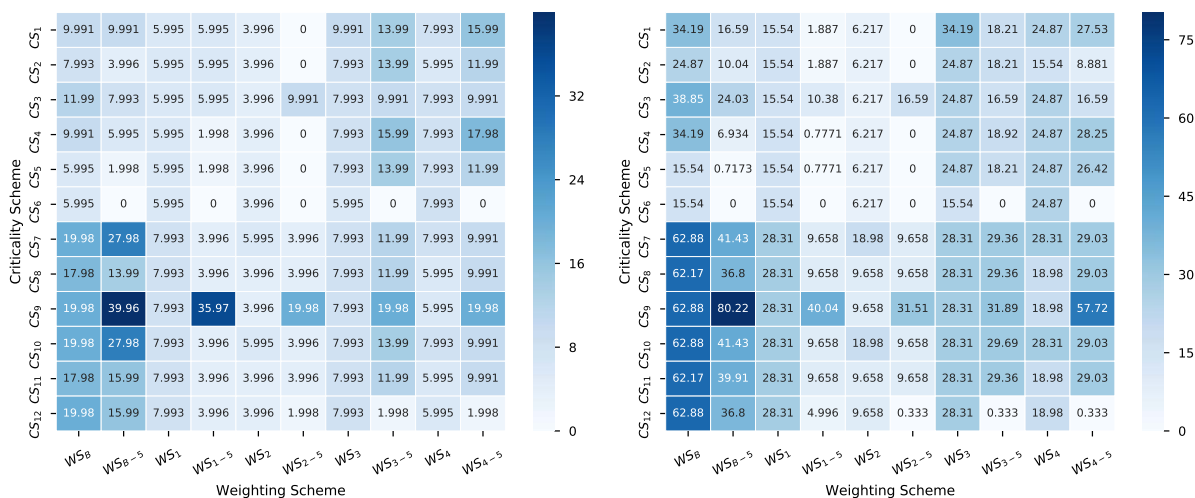 CS1 9.991 9.991 5.995 5.995 3.996 0 9.991 13.99 7.993 15.99
CS2 7.993 3.996 5.995 5.995 3.996 0 7.993 13.99 5.995 11.99
CS3 11.99 7.993 5.995 5.995 3.996 9.991 9.991 9.991 7.993 9.991
CS4 9.991 5.995 5.995 1.998 3.996 0 7.993 15.99 7.993 17.98
CS5 5.995 1.998 5.995 1.998 3.996 0 7.993 13.99 7.993 11.99
CS6 5.995 0 5.995 0 3.996 0 5.995 0 7.993 0
CS7 19.98 27.98 7.993 3.996 5.995 3.996 7.993 11.99 7.993 9.991
CS8 17.98 13.99 7.993 3.996 3.996 3.996 7.993 11.99 5.995 9.991
CS9 19.98 39.96 7.993 35.97 3.996 19.98 7.993 19.98 5.995 19.98
CS10 19.98 27.98 7.993 3.996 5.995 3.996 7.993 13.99 7.993 9.991
CS11 17.98 15.99 7.993 3.996 3.996 3.996 7.993 11.99 5.995 9.991
CS12 19.98 15.99 7.993 3.996 3.996 1.998 7.993 1.998 5.995 1.998
Criticality Scheme
WSB WSB−5 WS1 WS1−5 WS2 WS2−5 WS3 WS3−5 WS4 WS4−5
Weighting Scheme
32
24
16
8
0
CS1 34.19 16.59 15.54 1.887 6.217 0 34.19 18.21 24.87 27.53
CS2 24.87 10.04 15.54 1.887 6.217 0 24.87 18.21 15.54 8.881
CS3 38.85 24.03 15.54 10.38 6.217 16.59 24.87 16.59 24.87 16.59
CS4 34.19 6.934 15.54 0.7771 6.217 0 24.87 18.92 24.87 28.25
CS5 15.54 0.7173 15.54 0.7771 6.217 0 24.87 18.21 24.87 26.42
CS6 15.54 0 15.54 0 6.217 0 15.54 0 24.87 0
CS7 62.88 41.43 28.31 9.658 18.98 9.658 28.31 29.36 28.31 29.03
CS8 62.17 36.8 28.31 9.658 9.658 9.658 28.31 29.36 18.98 29.03
CS9 62.88 80.22 28.31 40.04 9.658 31.51 28.31 31.89 18.98 57.72
CS10 62.88 41.43 28.31 9.658 18.98 9.658 28.31 29.69 28.31 29.03
CS11 62.17 39.91 28.31 9.658 9.658 9.658 28.31 29.36 18.98 29.03
CS12 62.88 36.8 28.31 4.996 9.658 0.333 28.31 0.333 18.98 0.333
Criticality Scheme
WSB WSB−5 WS1 WS1−5 WS2 WS2−5 WS3 WS3−5 WS4 WS4−5
Weighting Scheme
75
60
45
30
15
0